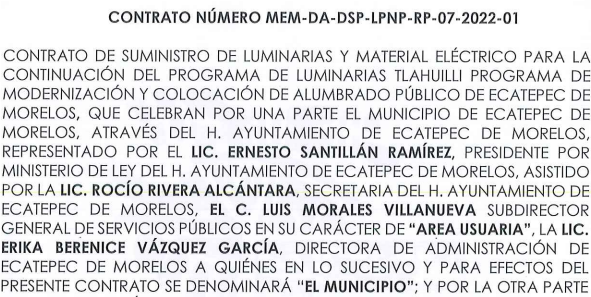 CONTRATO NÚMERO MEM-DA-DSP-LPNP-RP-07-2022-01
CONTRATO DE SUMINISTRO DE LUMINARIAS Y MATERIAL ELÉCTRICO PARA LA
CONTINUACIÓN DEL PROGRAMA DE LUMINARIAS TLAHUILLI PROGRAMA DE
MODERNIZACIÓN Y COLOCACIÓN DE ALUMBRADO PÚBLICO DE ECATEPEC DE
MORELOS, QUE CELEBRAN POR UNA PARTE EL MUNICIPIO DE ECATEPEC DE
MORELOS, ATRAVÉS DEL H. AYUNTAMIENTO DE ECATEPEC DE MORELOS,
REPRESENTADO POR EL LIC. ERNESTO SANTILLÁN RAMÍREZ, PRESIDENTE POR
MINISTERIO DE LEY DEL H. AYUNTAMIENTO DE ECATEPEC DE MORELOS, ASISTIDO
POR LA LIC. ROCÍO RIVERA ALCÁNTARA, SECRETARIA DEL H. AYUNTAMIENTO DE
ECATEPEC DE MORELOS, EL C. LUIS MORALES VILLANUEVA SUBDIRECTOR
GENERAL DE SERVICIOS PÚBLICOS EN SU CARÁCTER DE "AREA USUARIA", LA LIC.
ERIKA BERENICE VÁZQUEZ GARCÍA, DIRECTORA DE ADMINISTRACIÓN DE
ECATEPEC DE MORELOS A QUIÉNES EN LO SUCESIVO Y PARA EFECTOS DEL
PRESENTE CONTRATO SE DENOMINARÁ "EL MUNICIPIO"; Y POR LA OTRA PARTE